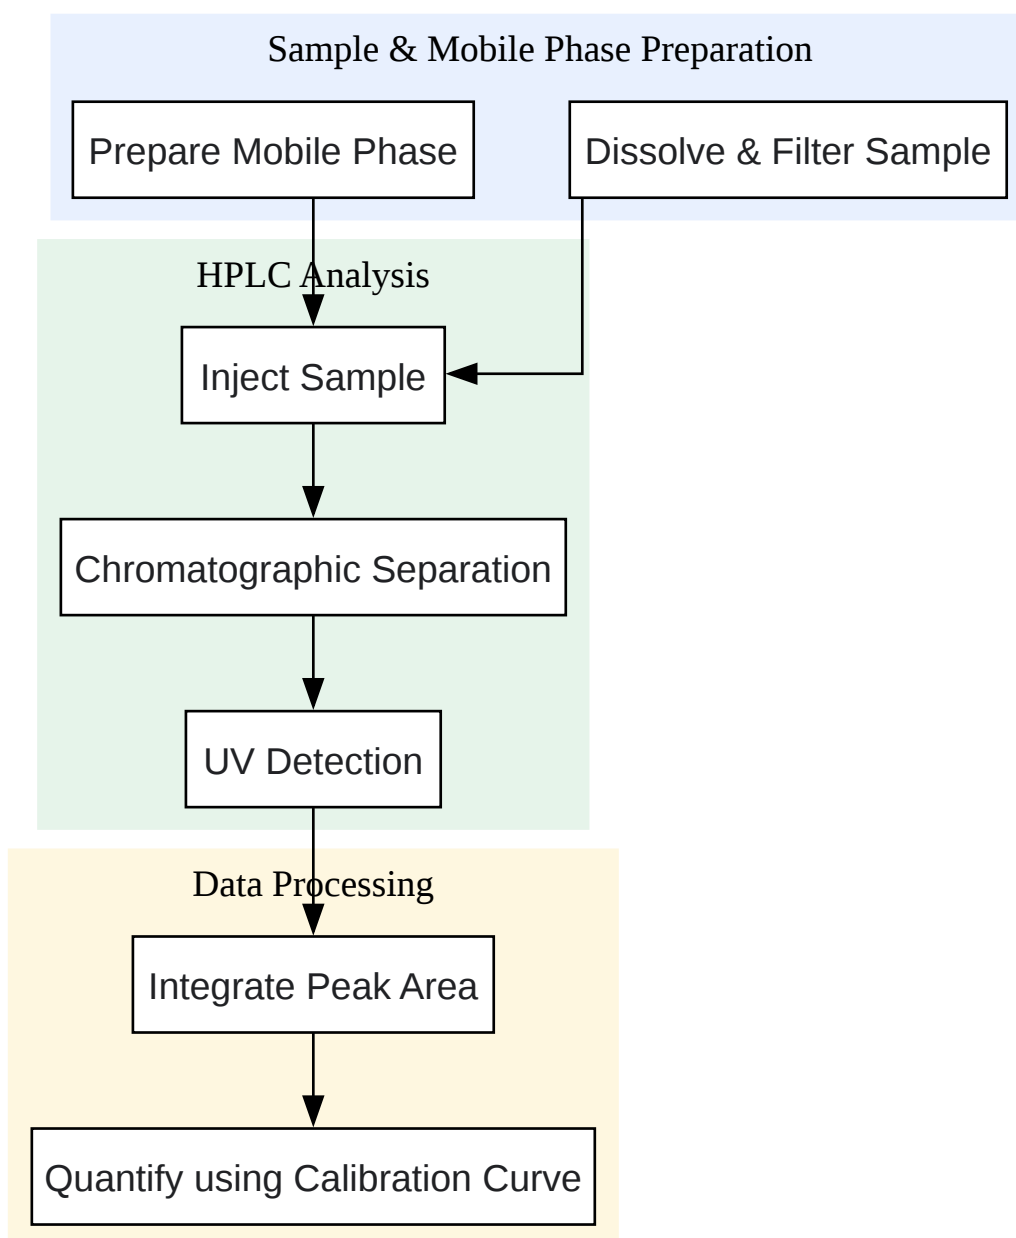 Sample & Mobile Phase Preparation
Prepare Mobile Phase
Dissolve & Filter Sample
HPLC Analysis
Inject Sample
Chromatographic Separation
UV Detection
Data Processing
Integrate Peak Area
Quantify using Calibration Curve